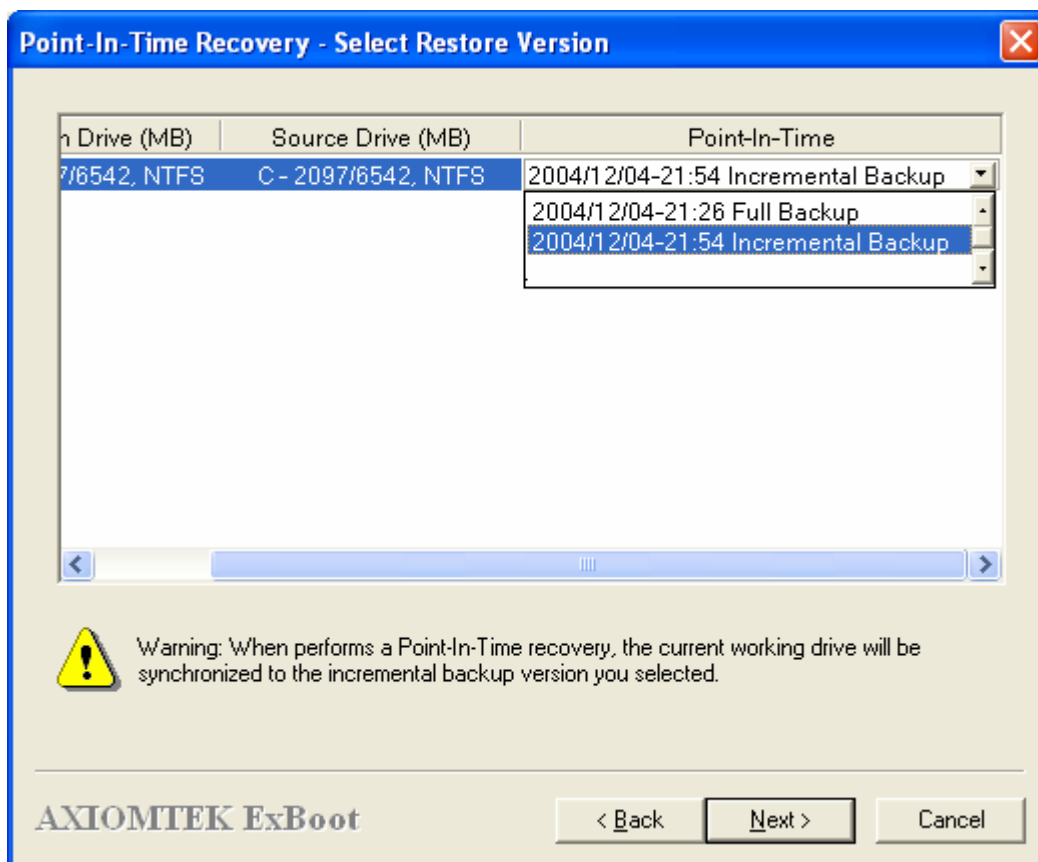 Point-In-Time Recovery - Select Restore Version
n Drive (MB) Source Drive (MB) Point-In-Time
7/6542, NTFS C - 2097/6542, NTFS 2004/12/04-21:54 Incremental Backup
2004/12/04-21:26 Full Backup
2004/12/04-21:54 Incremental Backup
Warning: When performs a Point-In-Time recovery, the current working drive will be
synchronized to the incremental backup version you selected.
AXIOMTEK ExBoot < Back Next > Cancel